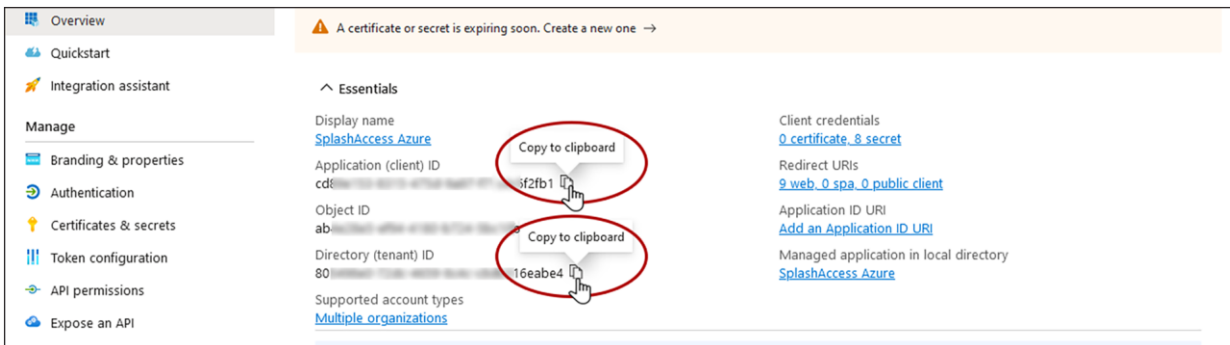 Overview
Quickstart
Integration assistant
Manage
Branding & properties
Authentication
Certificates & secrets
Token configuration
API permissions
Expose an API
A certificate or secret is expiring soon. Create a new one →
Essentials
Display name
SplashAccess Azure
Application (client) ID
Copy to clipboard
cd8 6f2fb1
Object ID
ab
Directory (tenant) ID
Copy to clipboard
80 16eabe4
Supported account types
Multiple organizations
Client credentials
0 certificate, 8 secret
Redirect URIs
9 web, 0 spa, 0 public client
Application ID URI
Add an Application ID URI
Managed application in local directory
SplashAccess Azure